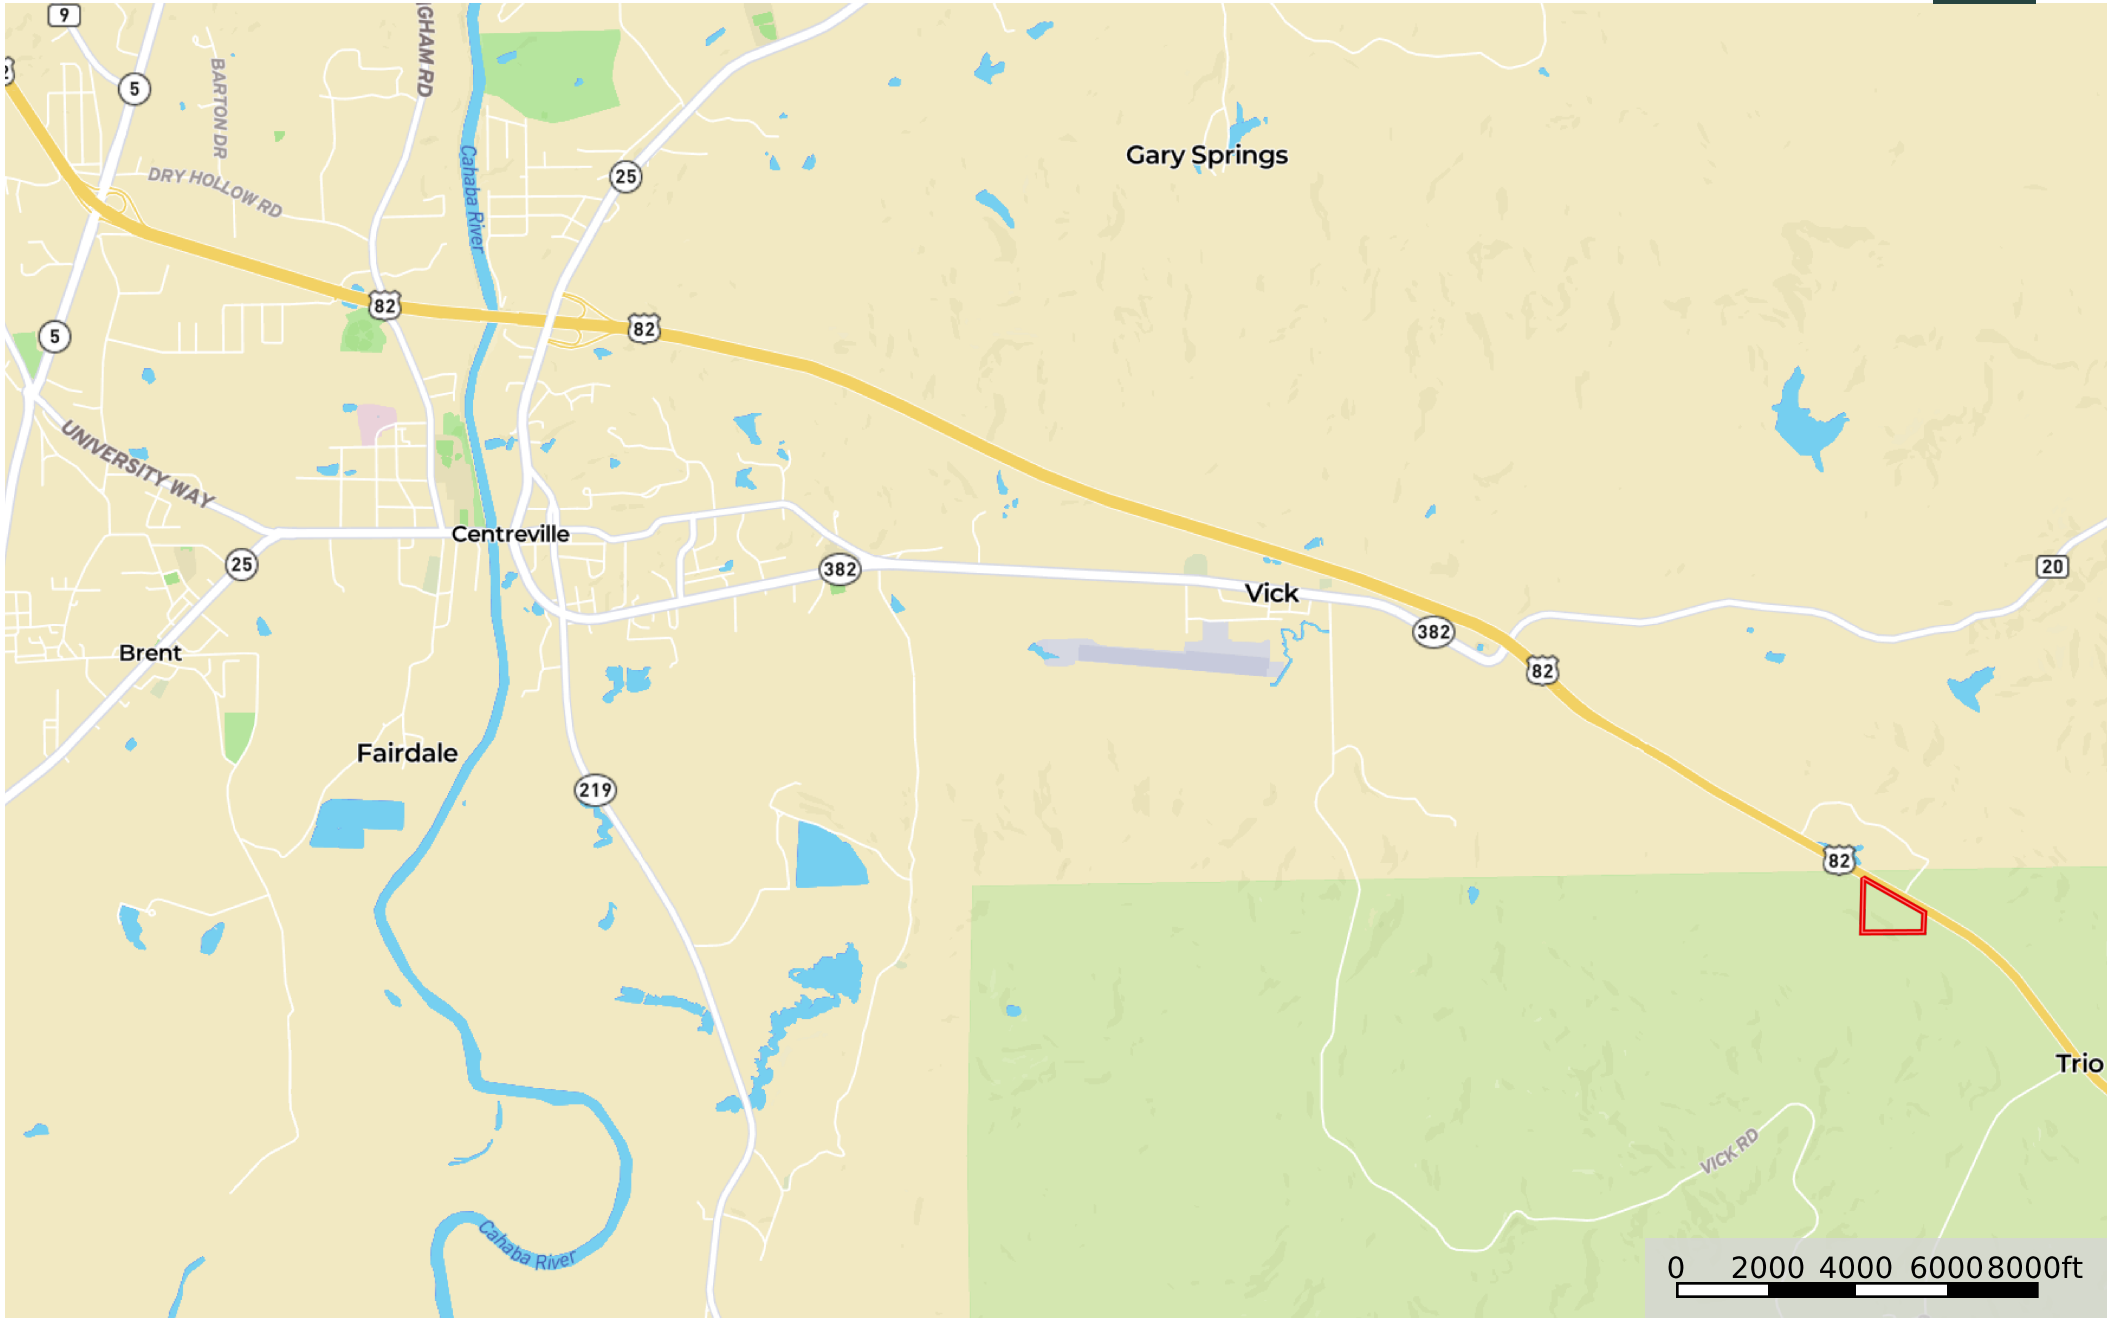 9
5
BARTON DR
GHAM RD
Cahaba River
25
Gary Springs
DRY HOLLOW RD
82
82
5
UNIVERSITY WAY
Centreville
25
382
Vick
20
382
Brent
82
Fairdale
219
82
Trio
VICK RD
Cahaba River
0 2000 4000 6000 8000ft